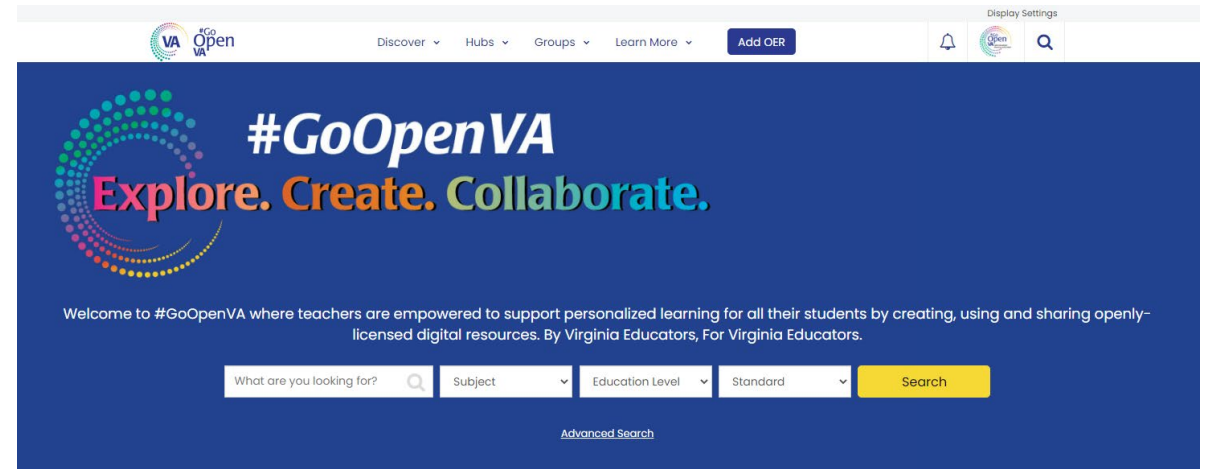 Display Settings
VA #Go Open VA
Discover Hubs Groups Learn More Add OER
#GoOpenVA
Explore. Create. Collaborate.
Welcome to #GoOpenVA where teachers are empowered to support personalized learning for all their students by creating, using and sharing openly-
licensed digital resources. By Virginia Educators, For Virginia Educators.
What are you looking for? Subject Education Level Standard Search
Advanced Search